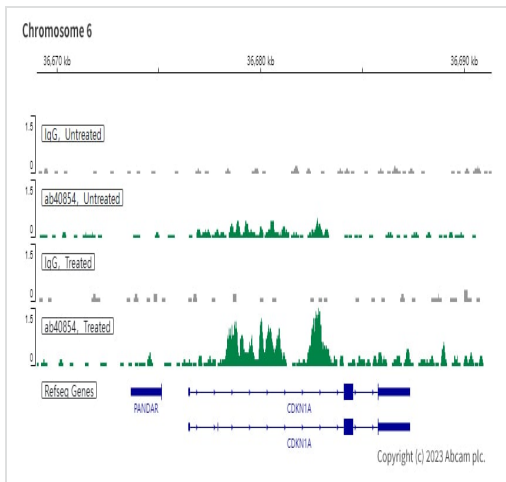 Chromosome 6
36,670 kb 36,680 kb 36,690 kb
1.5
IgG, Untreated
0
1.5
ab40854, Untreated
0
1.5
IgG, Treated
0
1.5
ab40854, Treated
0
Refseq Genes
PANDAR CDKN1A
CDKN1A
Copyright (c) 2023 Abcam plc.